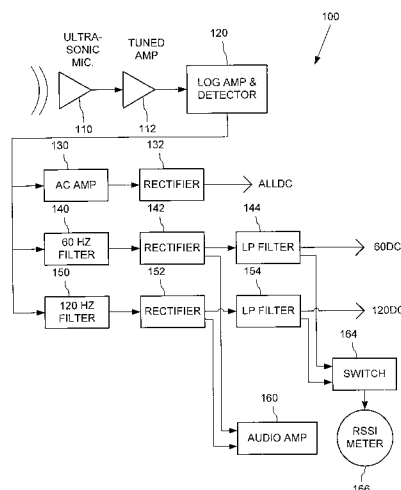 100
120
ULTRA-
SONIC
MIC.
TUNED
AMP
LOG AMP &
DETECTOR
110
112
130
132
AC AMP
RECTIFIER
ALLDC
140
142
144
60 HZ
FILTER
RECTIFIER
LP FILTER
60DC
150
152
154
120 HZ
FILTER
RECTIFIER
LP FILTER
120DC
164
SWITCH
160
AUDIO AMP
RSSI
METER
166